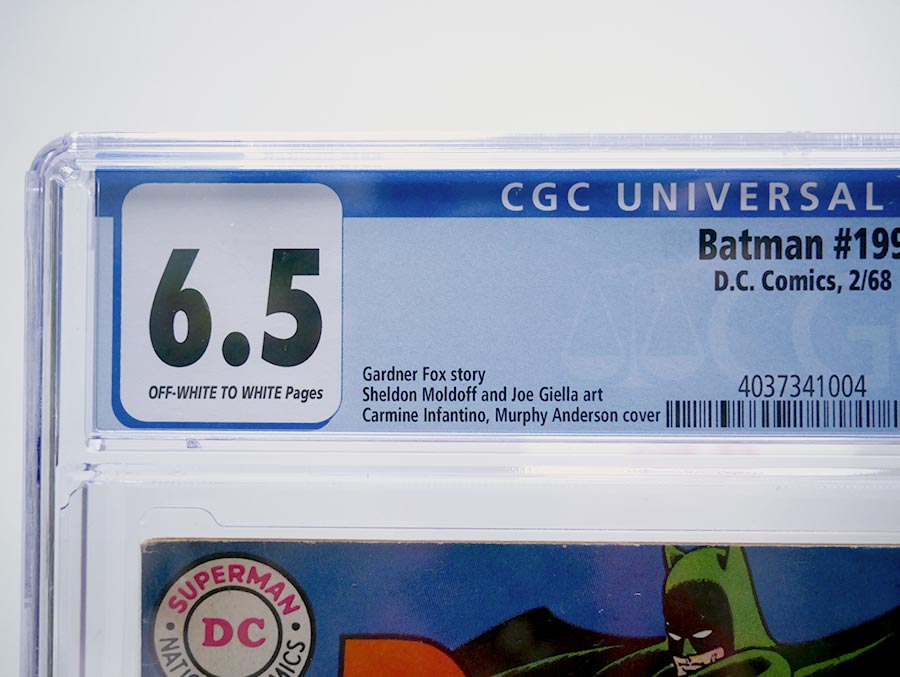 CGC UNIVERSAL
Batman #199
D.C. Comics, 2/68
6.5
OFF-WHITE TO WHITE Pages
Gardner Fox story
Sheldon Moldoff and Joe Giella art
Carmine Infantino, Murphy Anderson cover
4037341004
CG
SUPERMAN
DC